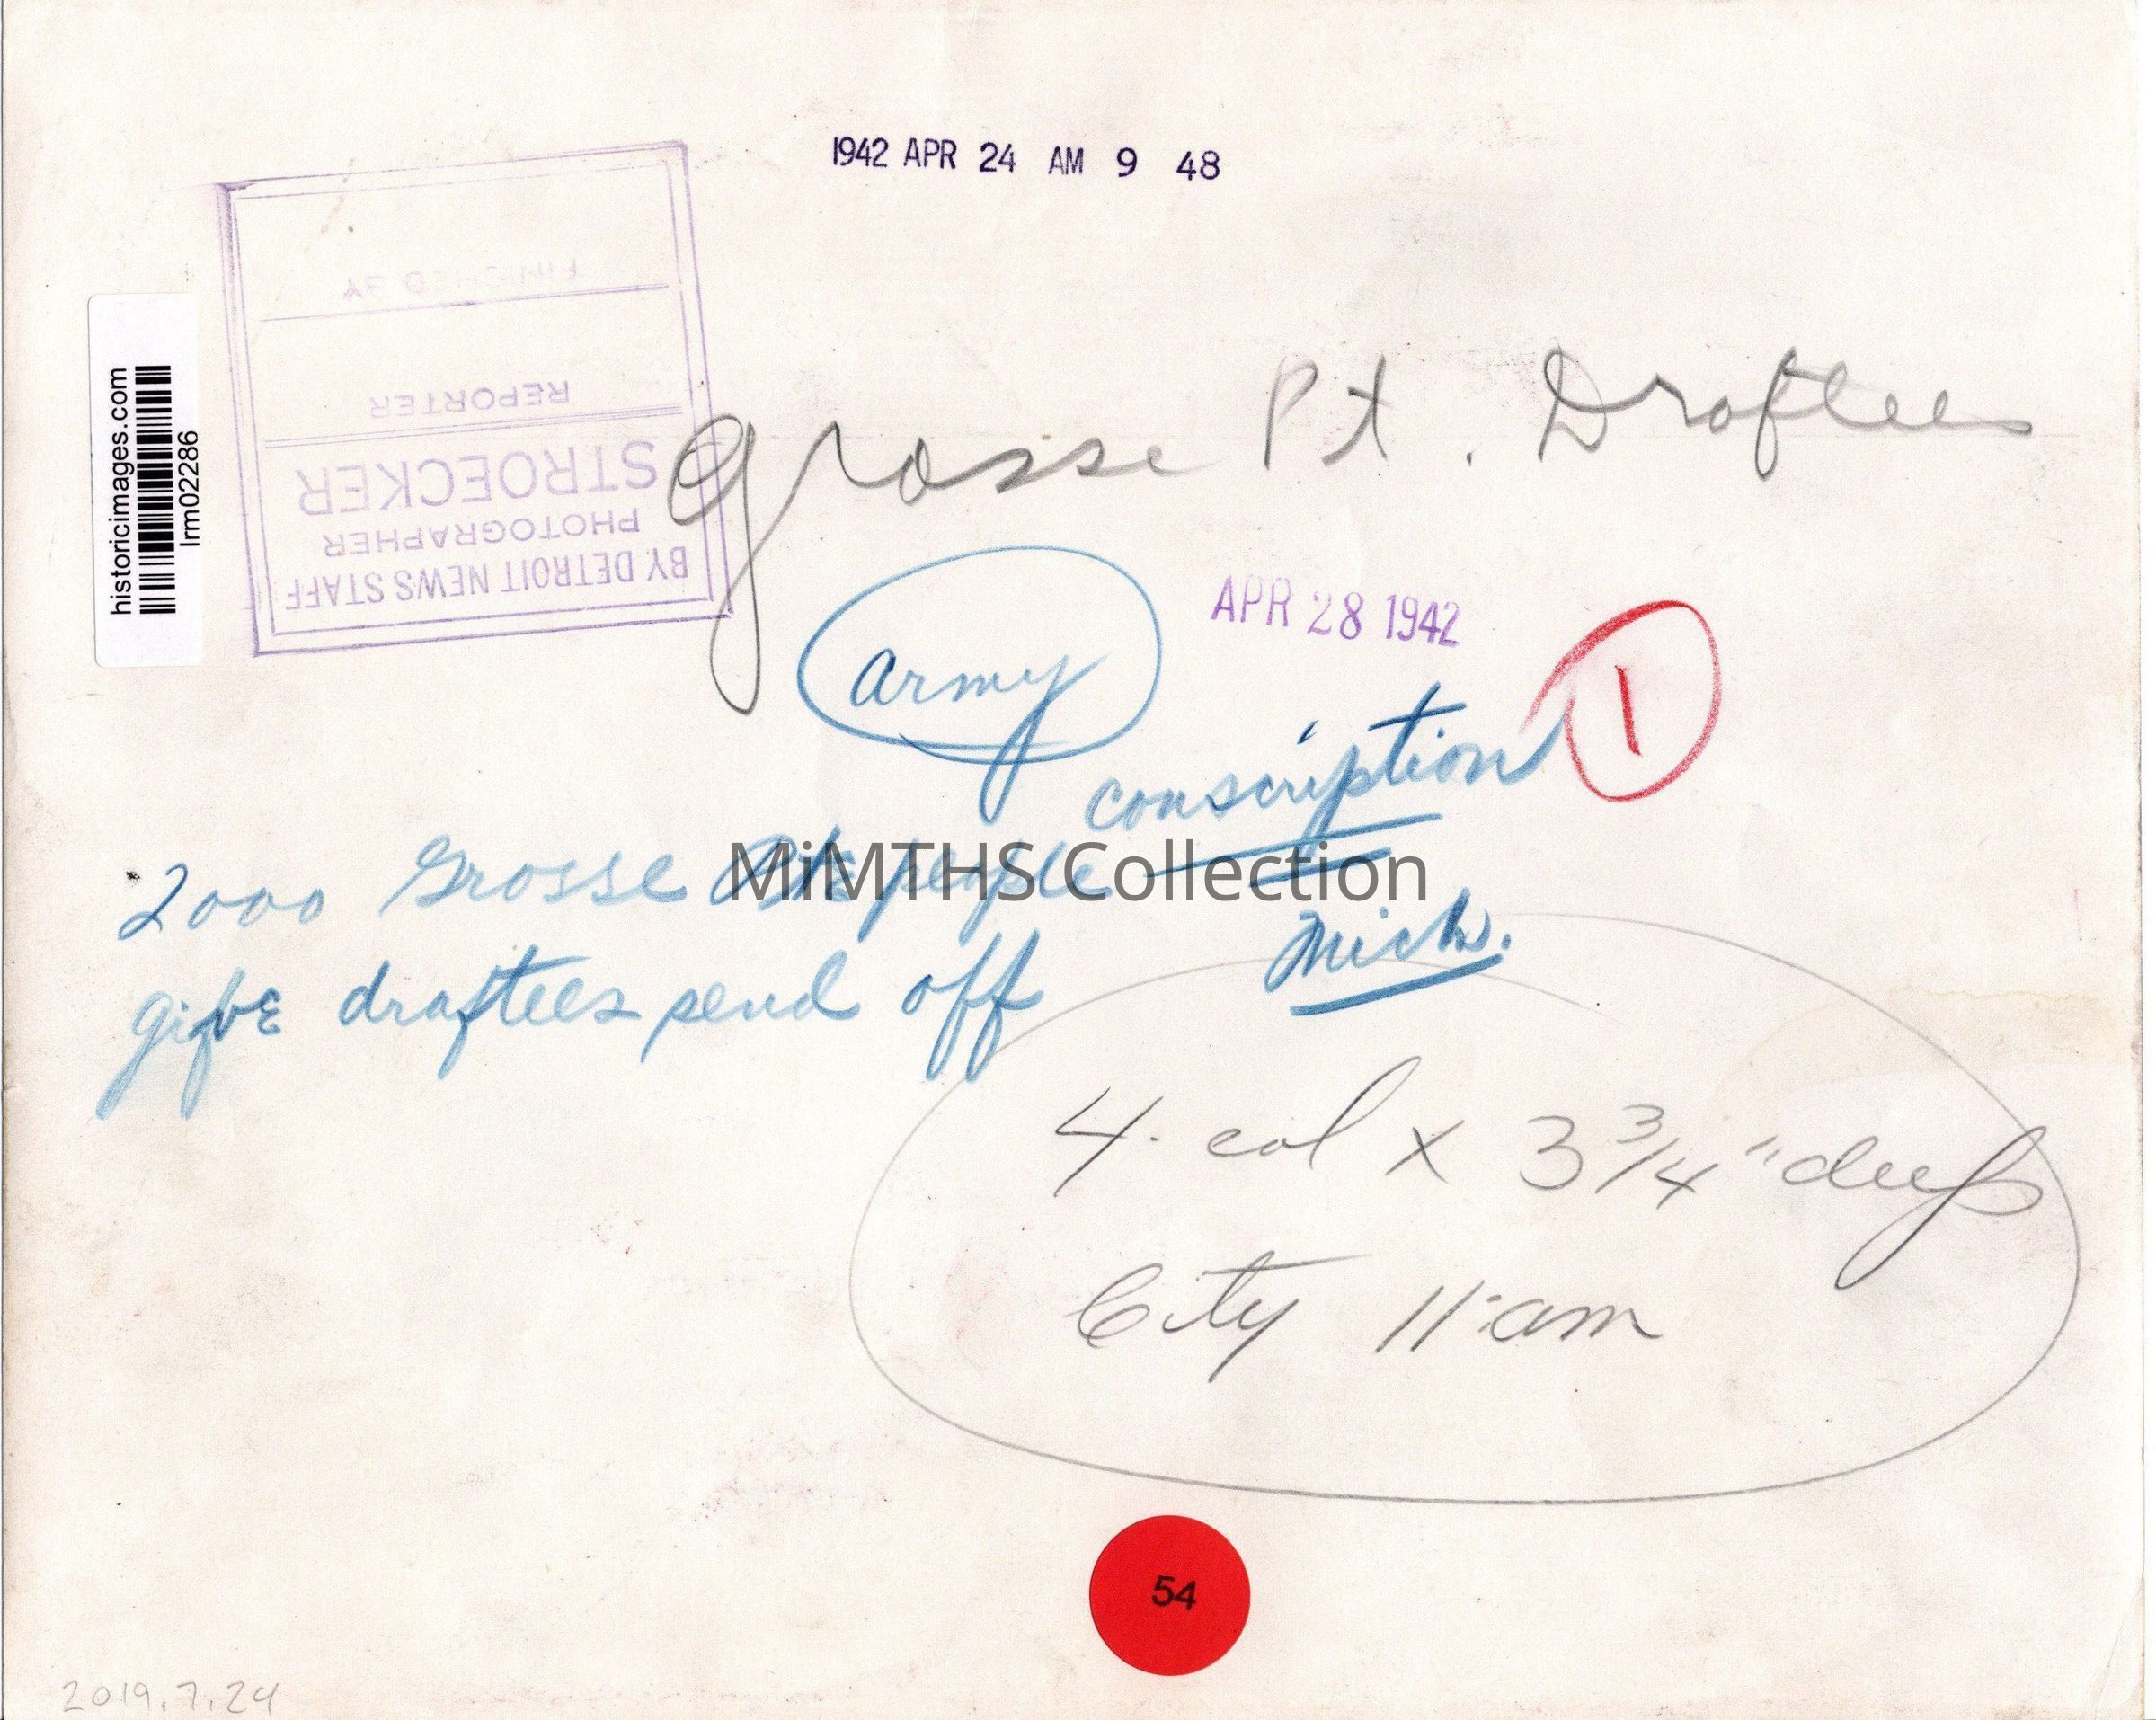 1942 APR 24 AM 9 48
BY DETROIT NEWS STAFF
PHOTOGRAPHER
STROECKER
REPORTER
FINISHED BY
historicimages.com
lrm02286
Grosse Pt. Draftees
army
APR 28 1942
1
conscription
2000 Grosse Pte people
Mich.
give draftees send off
MiMTHS Collection
4 col x 3 3/4" deep
City 11 am
54
2019.7.24